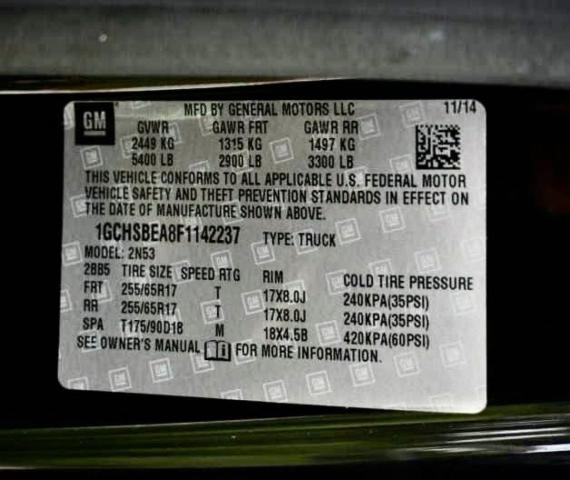 GM
MFD BY GENERAL MOTORS LLC 11/14
GVWR GAWR FRT GAWR RR
2449 KG 1315 KG 1497 KG
5400 LB 2900 LB 3300 LB
THIS VEHICLE CONFORMS TO ALL APPLICABLE U.S. FEDERAL MOTOR
VEHICLE SAFETY AND THEFT PREVENTION STANDARDS IN EFFECT ON
THE DATE OF MANUFACTURE SHOWN ABOVE.
1GCHSBEA8F1142237 TYPE: TRUCK
MODEL: 2N53
2BB5 TIRE SIZE SPEED RTG RIM COLD TIRE PRESSURE
FRT 255/65R17 T 17X8.0J 240KPA(35PSI)
RR 255/65R17 T 17X8.0J 240KPA(35PSI)
SPA T175/90D18 M 18X4.5B 420KPA(60PSI)
SEE OWNER'S MANUAL FOR MORE INFORMATION.